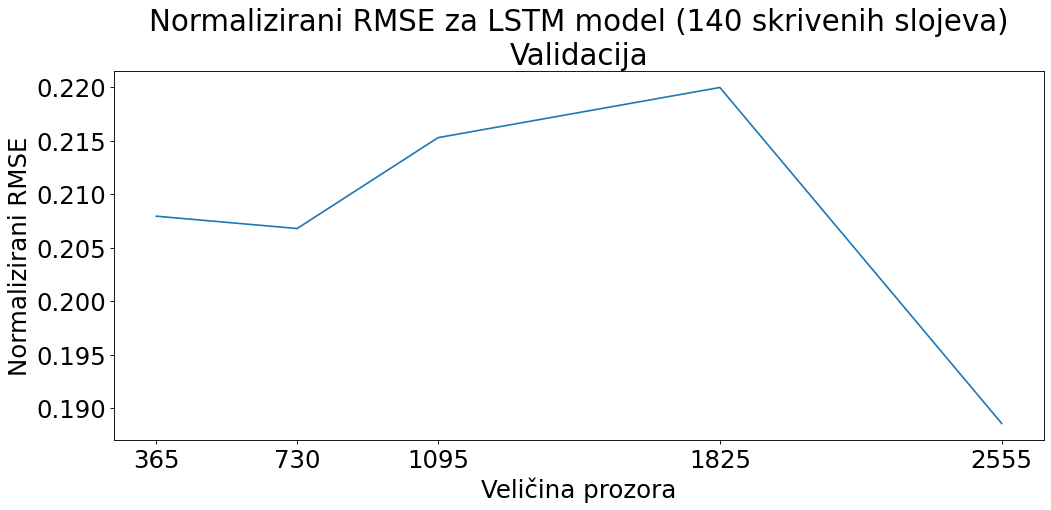 Normalizirani RMSE za LSTM model (140 skrivenih slojeva)
Validacija
Normalizirani RMSE
0.220
0.215
0.210
0.205
0.200
0.195
0.190
365 730 1095 1825 2555
Veličina prozora